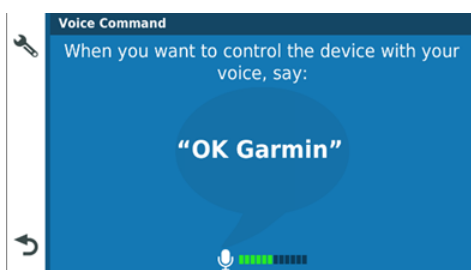 Voice Command
When you want to control the device with your
voice, say:
“OK Garmin”